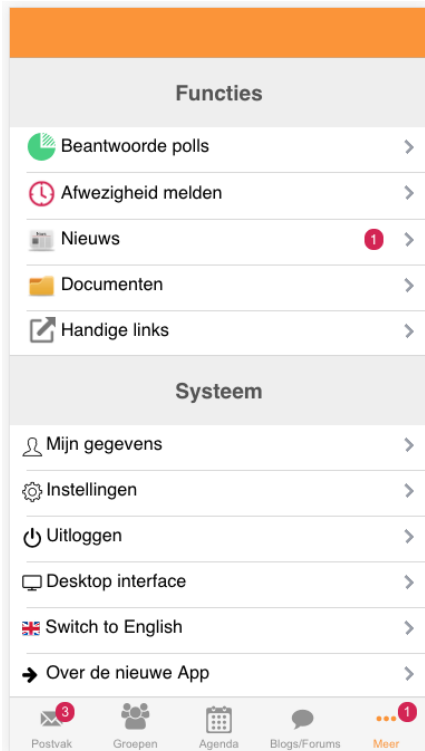 Functies
Beantwoorde polls
Afwezigheid melden
Nieuws 1
Documenten
Handige links
Systeem
Mijn gegevens
Instellingen
Uitloggen
Desktop interface
Switch to English
Over de nieuwe App
3 1
Postvak Groepen Agenda Blogs/Forums Meer